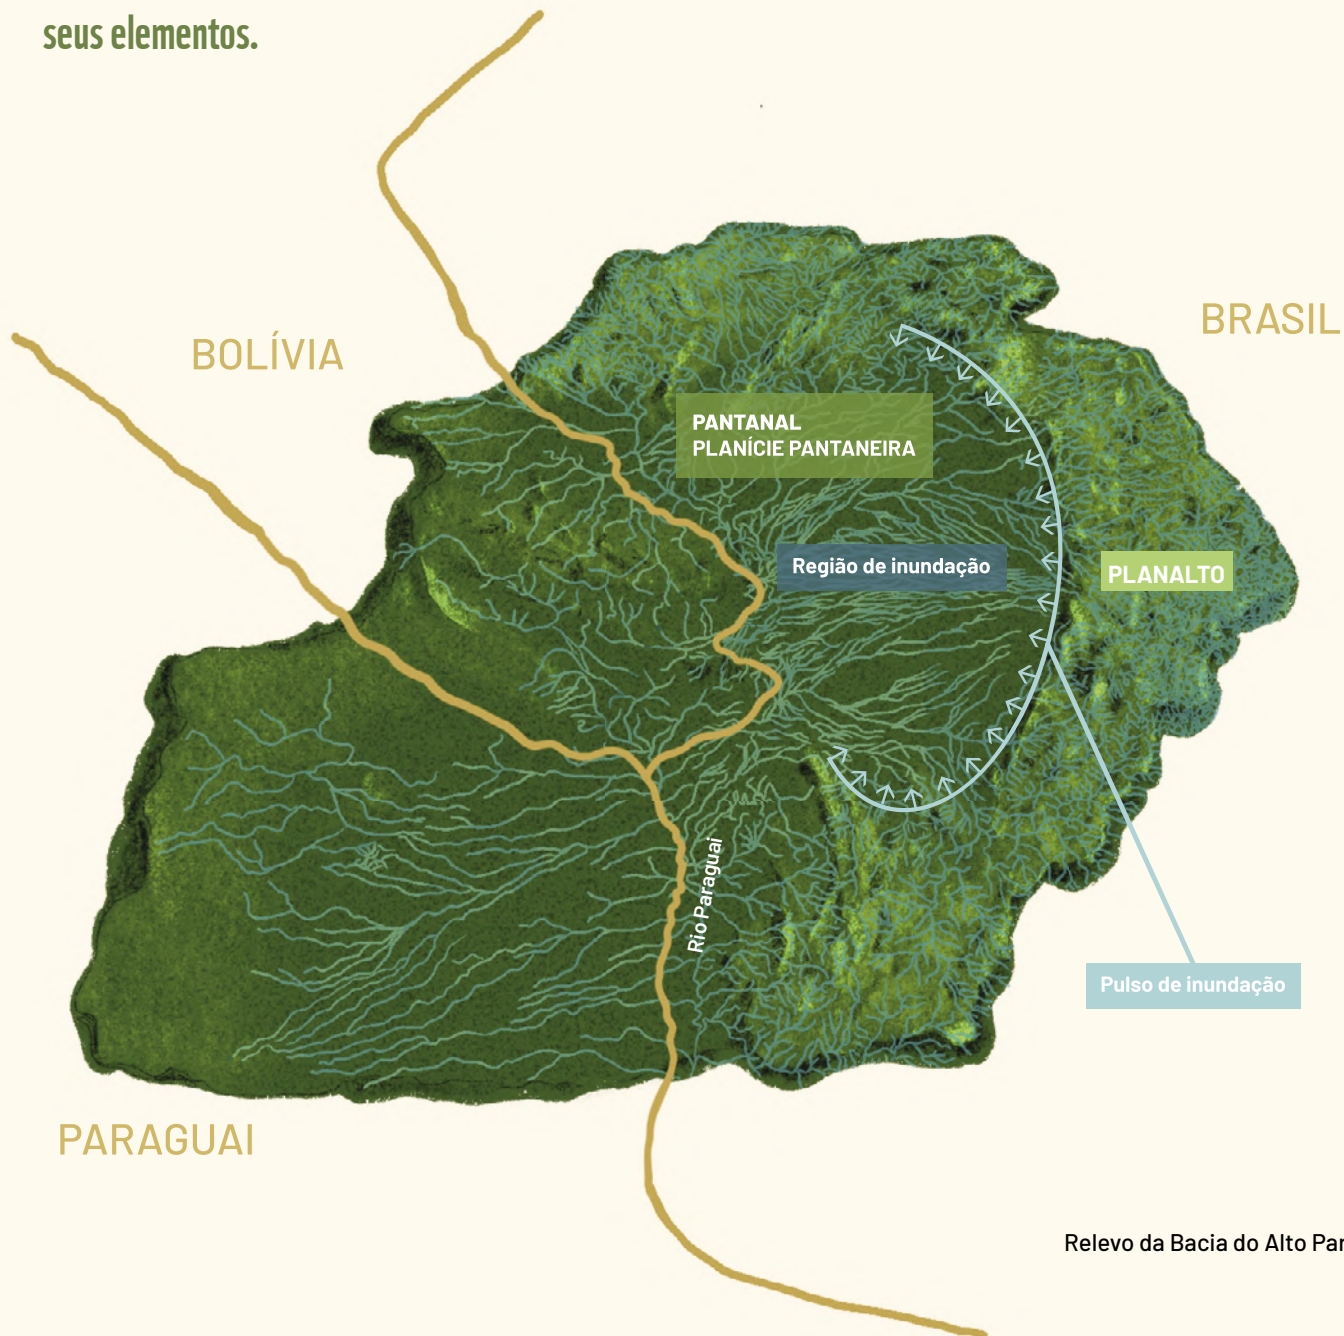 seus elementos.
BRASIL
BOLÍVIA
PANTANAL
PLANÍCIE PANTANEIRA
Região de inundação
PLANALTO
Rio Paraguai
Pulso de inundação
PARAGUAI
Relevo da Bacia do Alto Par